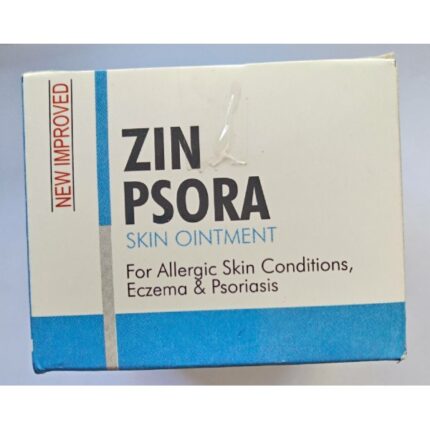 NEW IMPROVED
ZIN
PSORA
SKIN OINTMENT
For Allergic Skin Conditions,
Eczema & Psoriasis